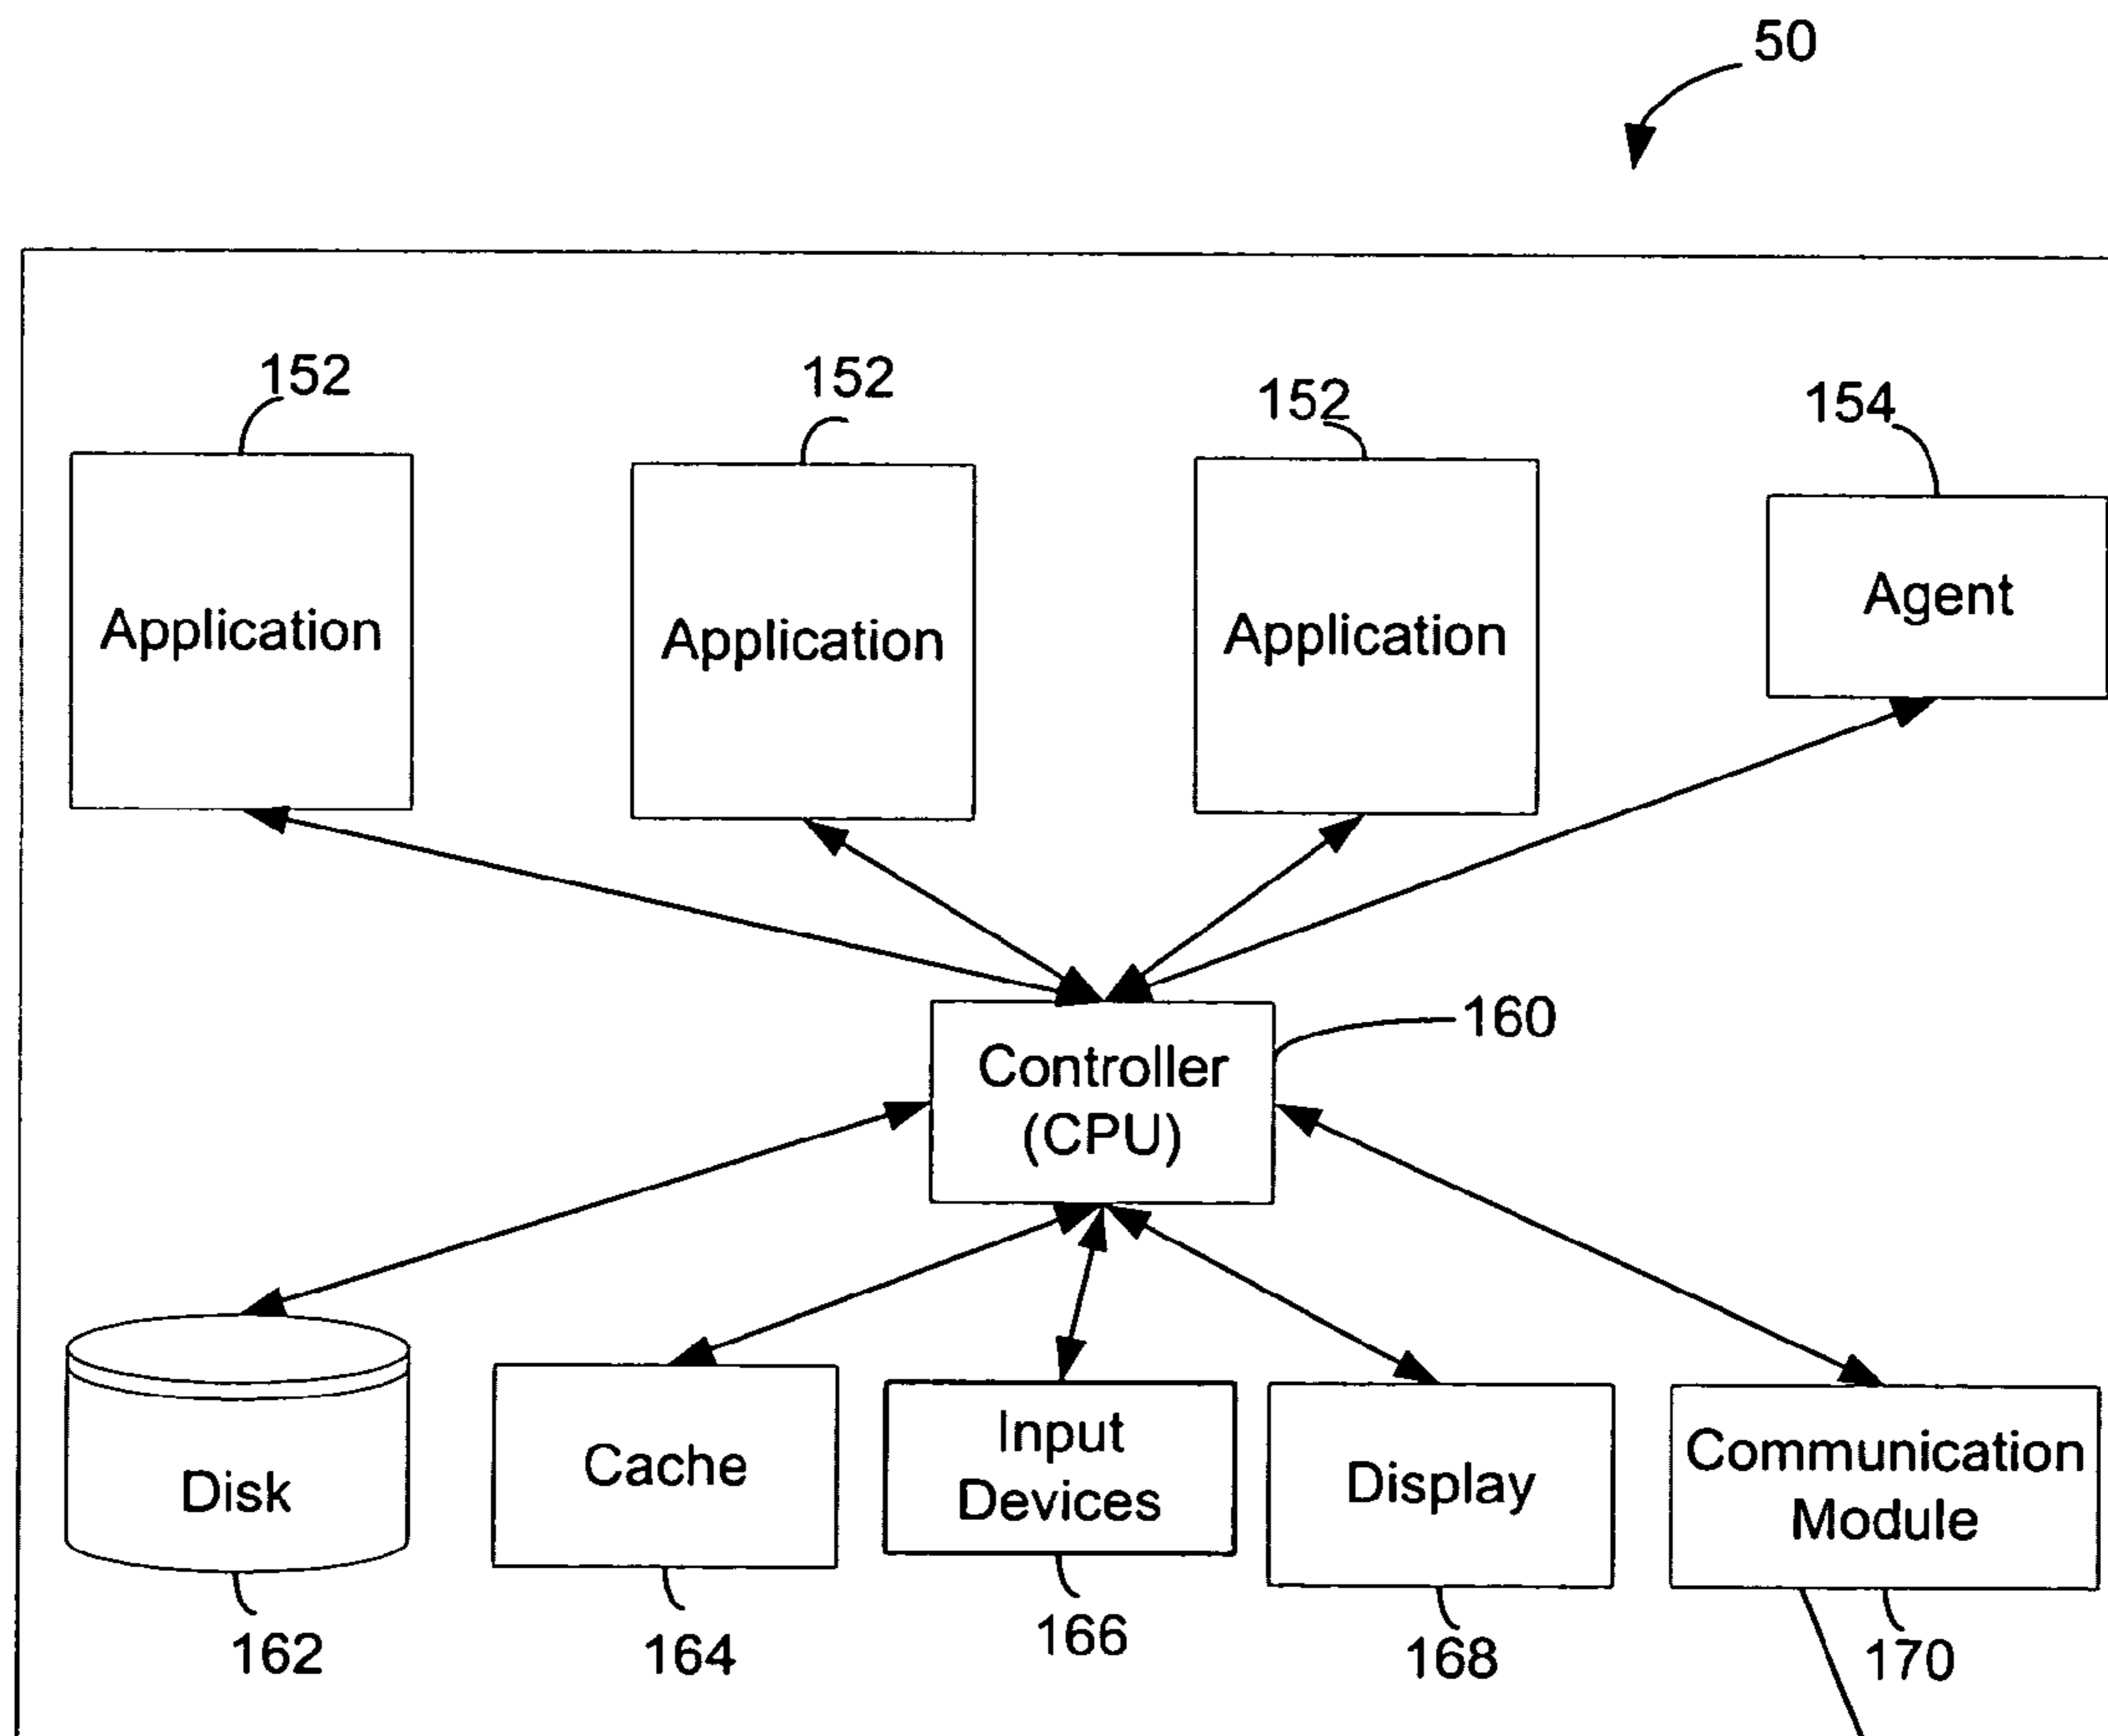 50
152
152
152
154
Application
Application
Application
Agent
160
Controller
(CPU)
Disk
Cache
Input
Devices
Display
Communication
Module
162
164
166
168
170